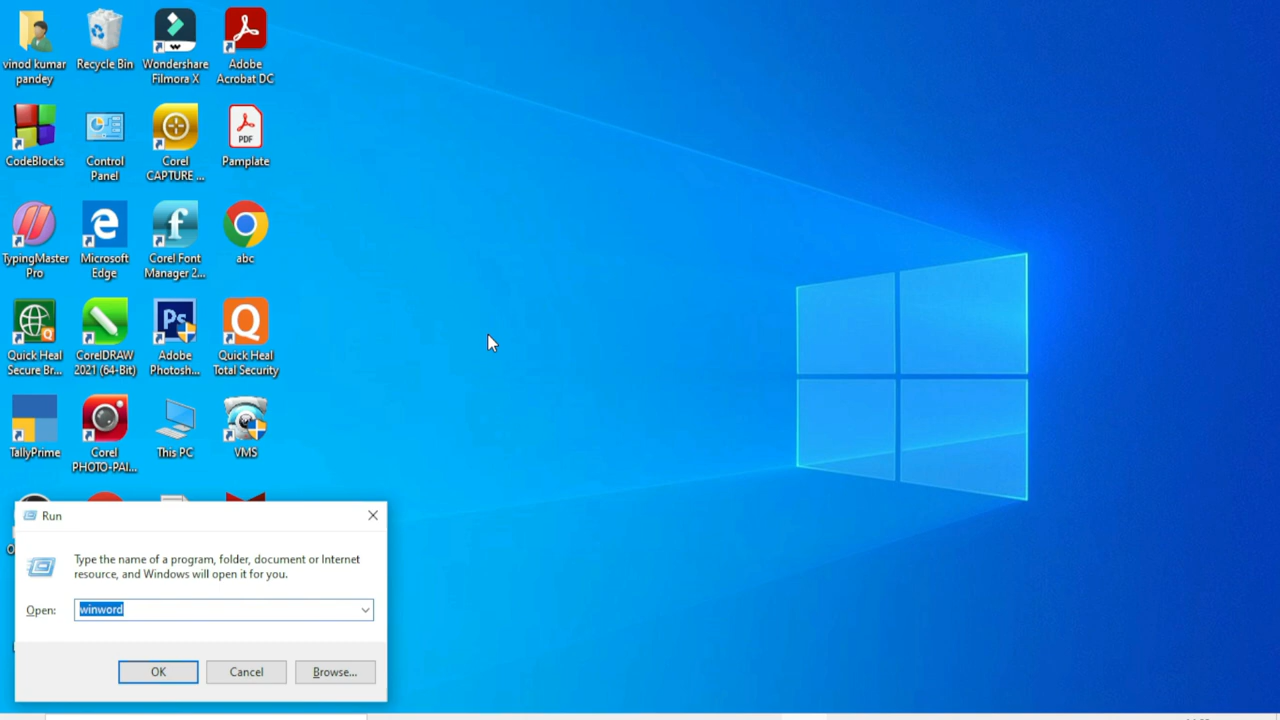 vinod kumar
pandey
Recycle Bin
Wondershare
Filmora X
Adobe
Acrobat DC
CodeBlocks
Control
Panel
Corel
CAPTURE ...
PDF
Pamplate
TypingMaster
Pro
Microsoft
Edge
Corel Font
Manager 2...
abc
Quick Heal
Secure Br...
CorelDRAW
2021 (64-Bit)
Ps
Adobe
Photosh...
Quick Heal
Total Security
TallyPrime
Corel
PHOTO-PAI...
This PC
VMS
Run
Type the name of a program, folder, document or Internet
resource, and Windows will open it for you.
Open:
winword
OK
Cancel
Browse...